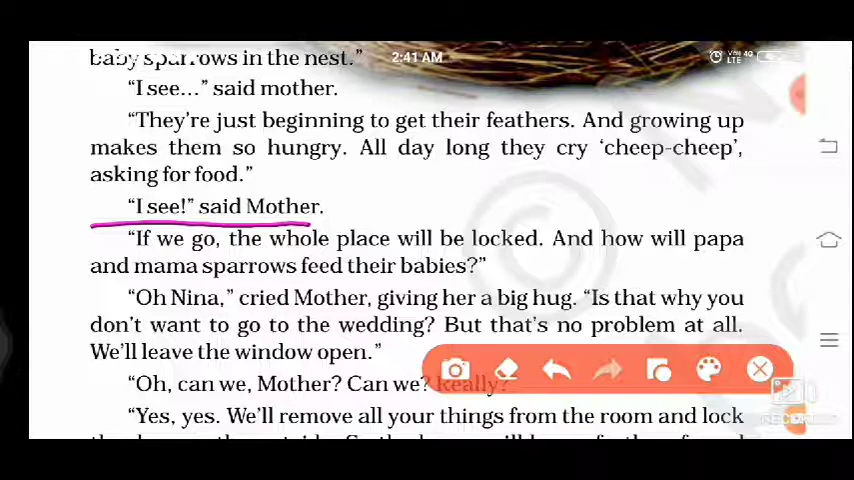 baby sparrows in the nest."
2:41 AM
Von 4G
LTE
"I see..." said mother.
"They're just beginning to get their feathers. And growing up
makes them so hungry. All day long they cry 'cheep-cheep',
asking for food."
"I see!" said Mother.
"If we go, the whole place will be locked. And how will papa
and mama sparrows feed their babies?"
"Oh Nina," cried Mother, giving her a big hug. "Is that why you
don't want to go to the wedding? But that's no problem at all.
We'll leave the window open."
"Oh, can we, Mother? Can we? Really?"
"Yes, yes. We'll remove all your things from the room and lock